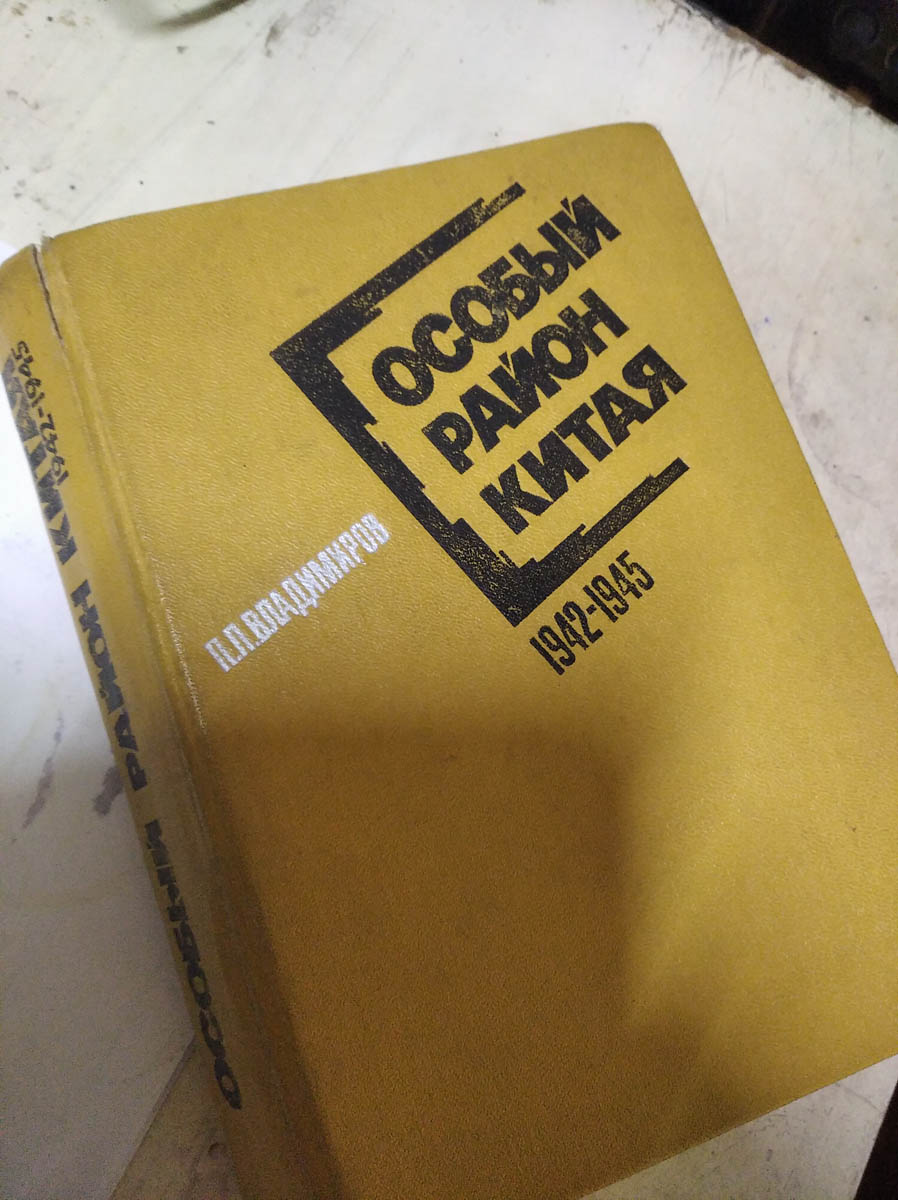 П.П.ВЛАДИМИРОВ
ОСОБЫЙ
РАЙОН
КИТАЯ
1942-1945
ОСОБЫЙ РАЙОН КИТАЯ
1942-1945